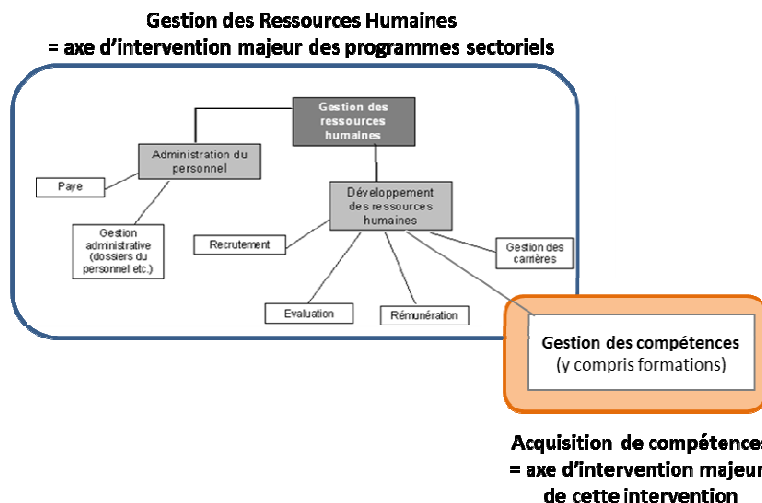 Gestion des Ressources Humaines
= axe d'intervention majeur des programmes sectoriels
Gestion des
ressources
humaines
Administration du
personnel
Paye
Gestion
administrative
(dossiers du
personnel etc.)
Développement
des ressources
humaines
Recrutement
Gestion des
carrières
Evaluation
Rémunération
Gestion des compétences
(y compris formations)
Acquisition de compétences
= axe d'intervention majeur
de cette intervention